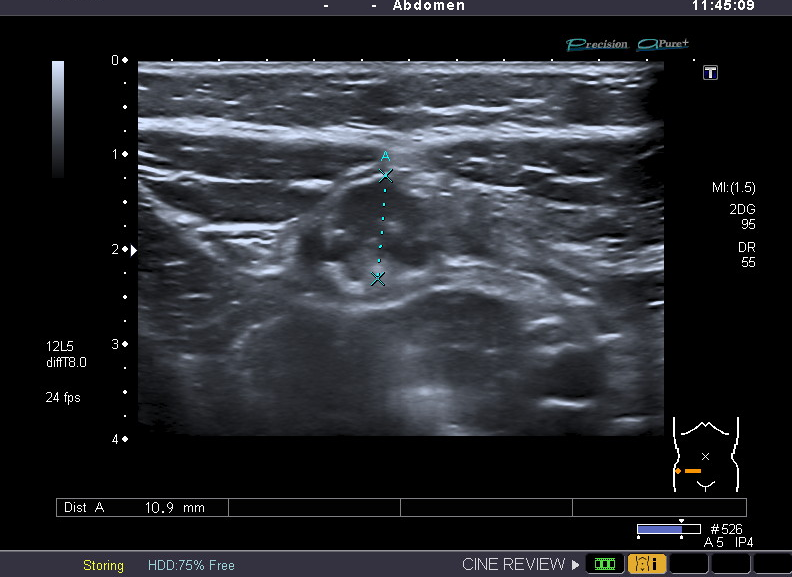 - - Abdomen 11:45:09
Precision APure+
T
0
1
A
2
3
4
MI:(1.5)
2DG
95
DR
55
12L5
diffT8.0
24 fps
Dist A 10.9 mm
#526
A 5 IP4
Storing HDD:75% Free CINE REVIEW
i